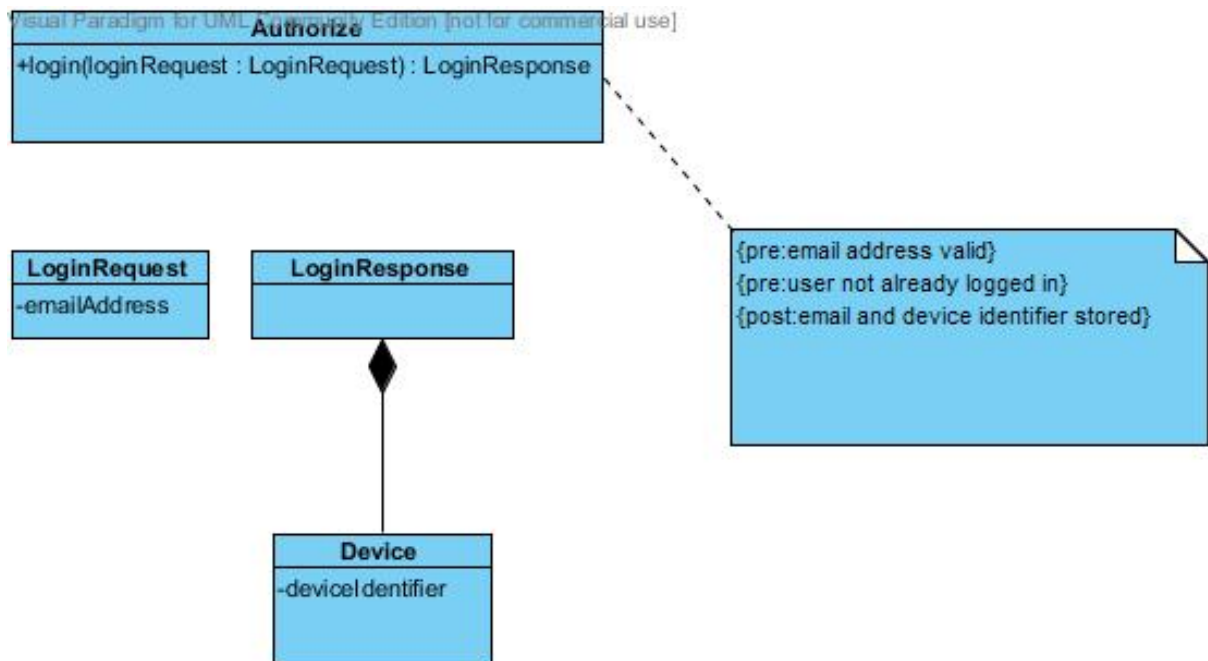 Visual Paradigm for UML Community Edition [not for commercial use]
Authorize
+login(loginRequest : LoginRequest) : LoginResponse
LoginRequest
-emailAddress
LoginResponse
{pre:email address valid}
{pre:user not already logged in}
{post:email and device identifier stored}
Device
-deviceIdentifier